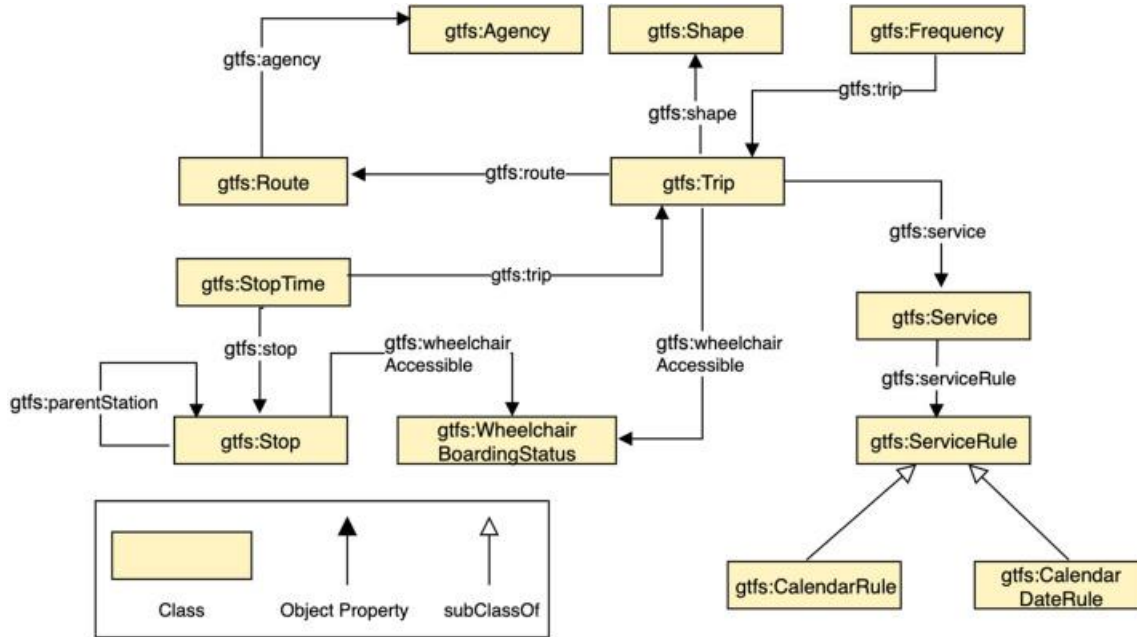 gtfs:Agency
gtfs:Shape
gtfs:Frequency
gtfs:agency
gtfs:trip
gtfs:shape
gtfs:Route
gtfs:route
gtfs:Trip
gtfs:service
gtfs:StopTime
gtfs:trip
gtfs:Service
gtfs:stop
gtfs:wheelchair
Accessible
gtfs:wheelchair
Accessible
gtfs:serviceRule
gtfs:parentStation
gtfs:Stop
gtfs:Wheelchair
BoardingStatus
gtfs:ServiceRule
gtfs:CalendarRule
gtfs:Calendar
DateRule
Class
Object Property
subClassOf